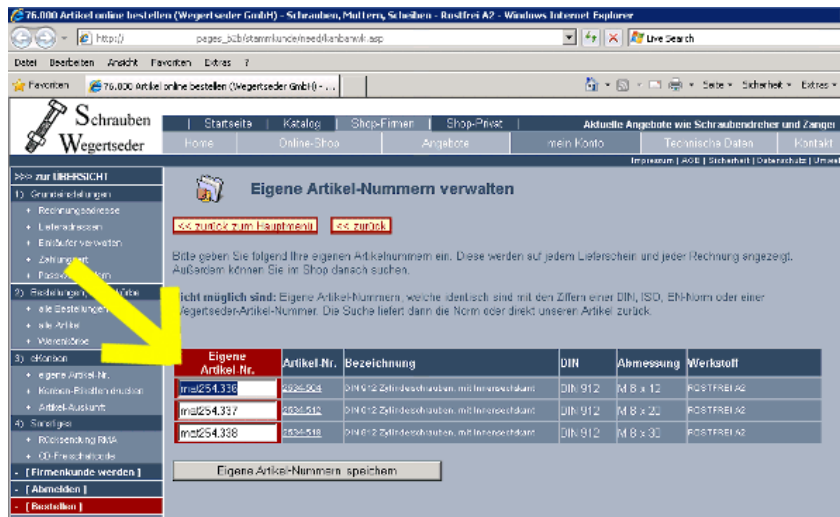 76.000 Artikel online bestellen (Wegertseder GmbH) - Schrauben, Muttern, Scheiben - Rostfrei A2 - Windows Internet Explorer
http:// pages_b2b/stammkunde/need/kanbanwk.asp
Live Search
Datei Bearbeiten Ansicht Favoriten Extras ?
Favoriten 76.000 Artikel online bestellen (Wegertseder GmbH) - ... Seite Sicherheit Extras
Schrauben
Wegertseder
| Startseite | Katalog | Shop-Firmen | Shop-Privat | Aktuelle Angebote wie Schraubendreher und Zangen
Home Online-Shop Angebote mein Konto Technische Daten Kontakt
Impressum | AGB | Sicherheit | Datenschutz | Umwel
>>> zur ÜBERSICHT
1) Grundeinstellungen
+ Rechnungsadresse
+ Lieferadressen
+ Einkäufer verwalten
2) Bestellungen,
+ alle Bestellungen
+ alle Artikel
+ Warenkörbe
3) eKanban
+ eigene Artikel-Nr.
+ Kanban-Etiketten drucken
+ Artikel-Auskunft
4) Sonstiges
+ Rücksendung RMA
+ CD-Freischaltcode
- [Firmenkunde werden ]
- [Abmelden ]
- [Bestellen ]
Eigene Artikel-Nummern verwalten
<< zurück zum Hauptmenü << zurück
Bitte geben Sie folgend Ihre eigenen Artikelnummern ein. Diese werden auf jedem Lieferschein und jeder Rechnung angezeigt.
Außerdem können Sie im Shop danach suchen.
Nicht möglich sind: Eigene Artikel-Nummern, welche identisch sind mit den Ziffern einer DIN, ISO, EN-Norm oder einer
Wegertseder-Artikel-Nummer. Die Suche liefert dann die Norm oder direkt unseren Artikel zurück.
Eigene Artikel-Nr. Artikel-Nr. Bezeichnung DIN Abmessung Werkstoff
mat254.336 DIN 912 Zylinderschrauben, mit Innensechskant DIN 912 ROSTFREI A2
mat254.337 DIN 912 Zylinderschrauben, mit Innensechskant DIN 912 M 8 x 20 ROSTFREI A2
mat254.338 DIN 912 Zylinderschrauben, mit Innensechskant DIN 912 M 8 x 30 ROSTFREI A2
Eigene Artikel-Nummern speichern